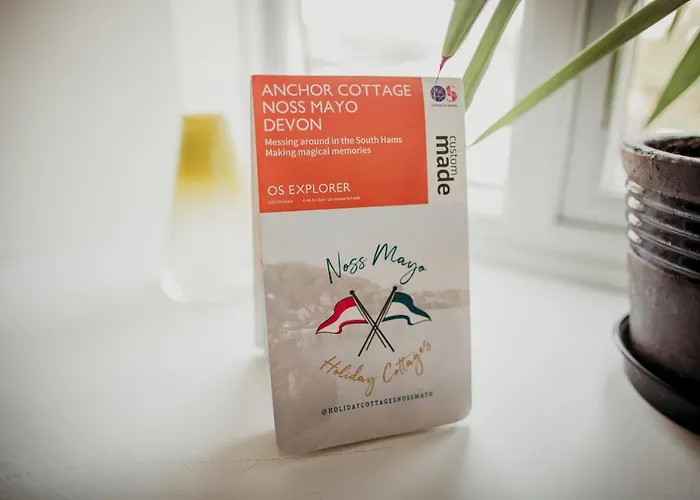 ANCHOR COTTAGE
NOSS MAYO
DEVON
Messing around in the South Hams
Making magical memories
OS EXPLORER
custom
made
OS
Noss Mayo
Holiday Cottages
@HOLIDAYCOTTAGESNOSSMAYO